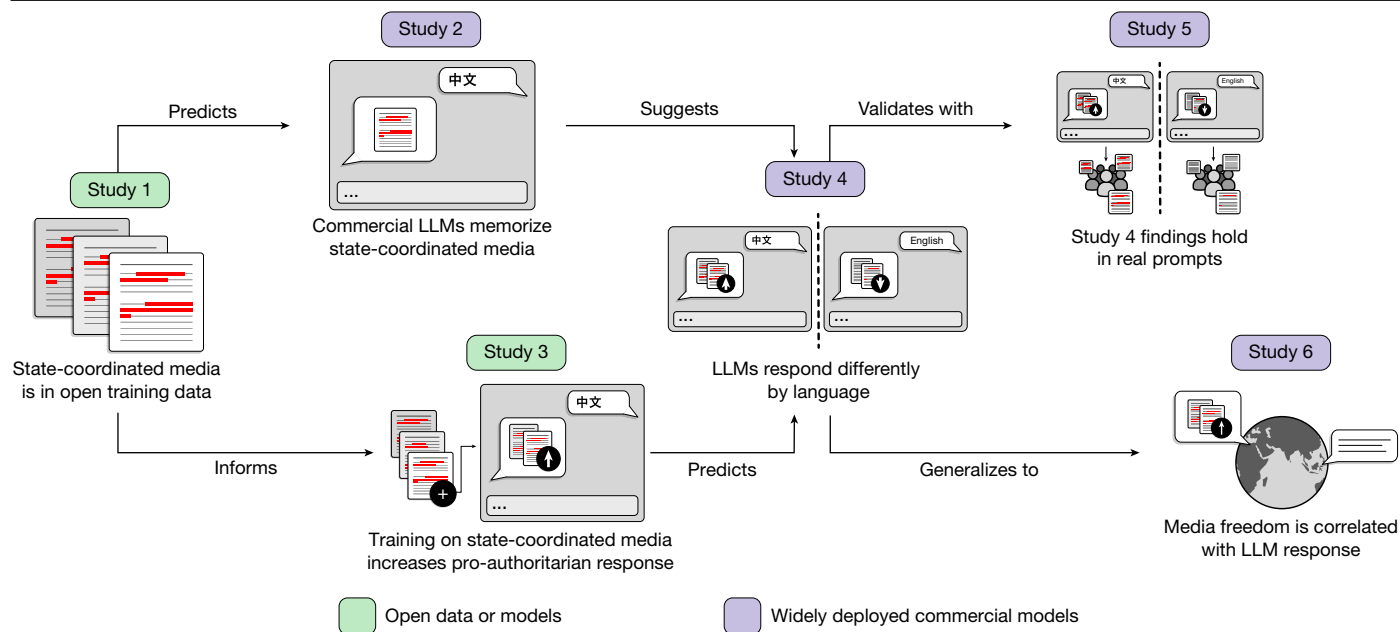 Study 2
Study 5
中文
中文
English
Predicts
Suggests
Validates with
...
...
Study 1
Study 4
...
Commercial LLMs memorize
state-coordinated media
中文
English
Study 4 findings hold
in real prompts
...
...
Study 3
Study 6
State-coordinated media
is in open training data
LLMs respond differently
by language
中文
Informs
+
Predicts
Generalizes to
...
Training on state-coordinated media
increases pro-authoritarian response
Media freedom is correlated
with LLM response
Open data or models
Widely deployed commercial models